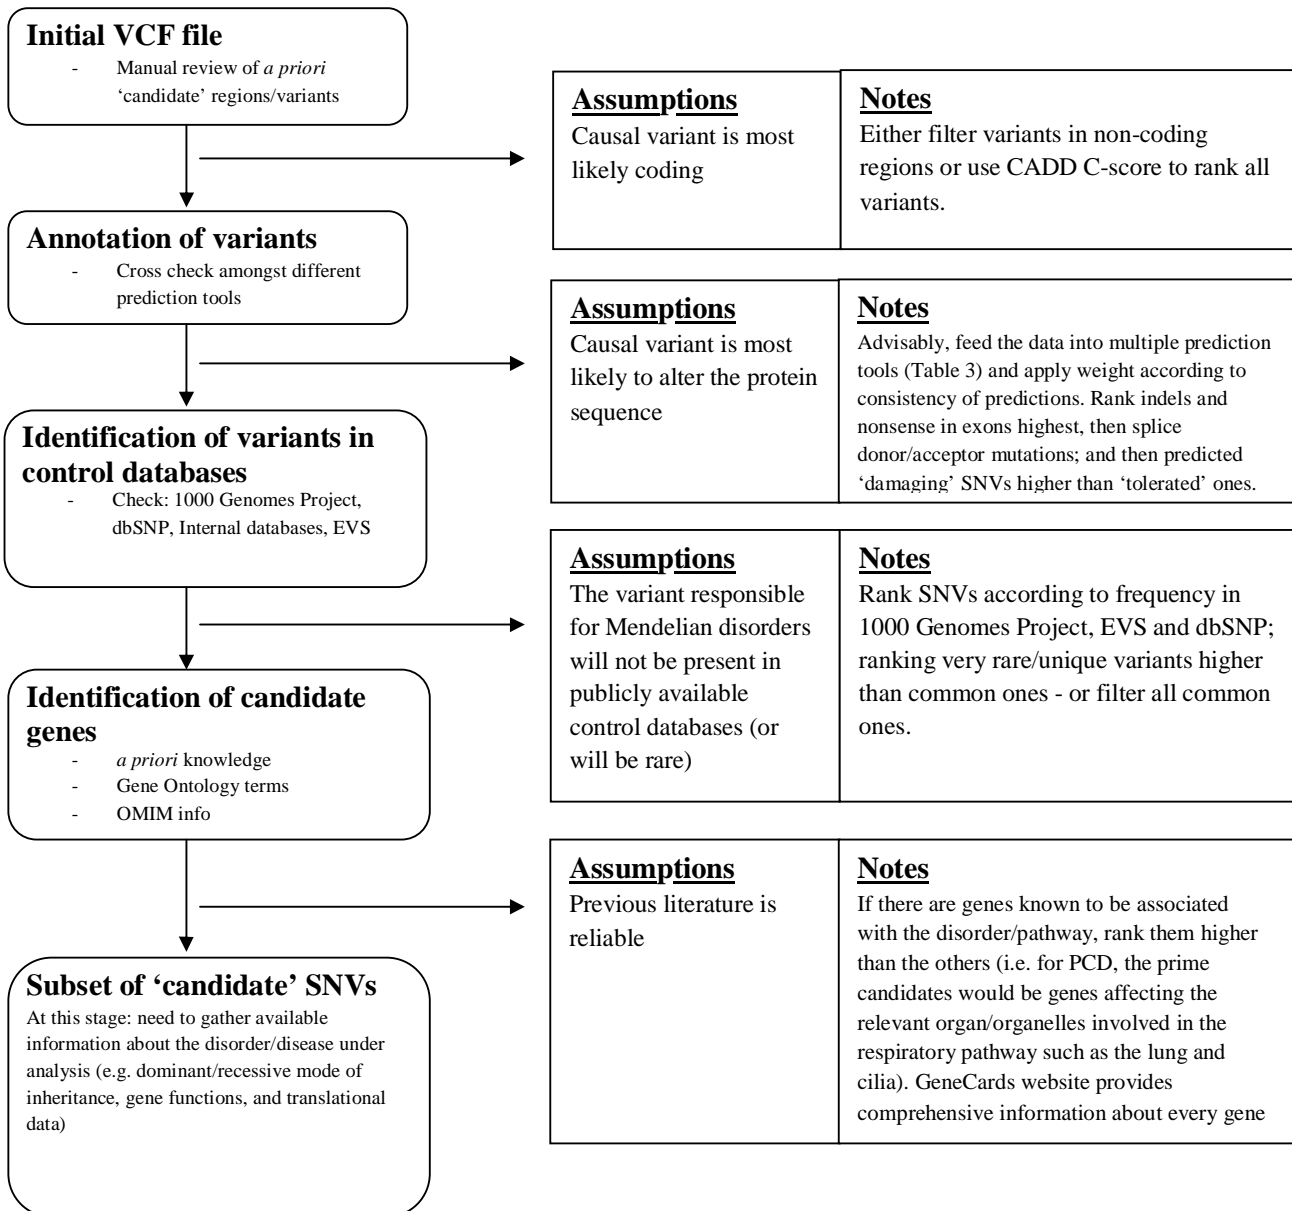 Initial VCF file
- Manual review of a priori
‘candidate’ regions/variants
Assumptions
Causal variant is most
likely coding
Notes
Either filter variants in non-coding
regions or use CADD C-score to rank all
variants.
Annotation of variants
- Cross check amongst different
prediction tools
Assumptions
Causal variant is most
likely to alter the protein
sequence
Notes
Advisably, feed the data into multiple prediction
tools (Table 3) and apply weight according to
consistency of predictions. Rank indels and
nonsense in exons highest, then splice
donor/acceptor mutations; and then predicted
‘damaging’ SNVs higher than ‘tolerated’ ones.
Identification of variants in
control databases
- Check: 1000 Genomes Project,
dbSNP, Internal databases, EVS
Assumptions
The variant responsible
for Mendelian disorders
will not be present in
publicly available
control databases (or
will be rare)
Notes
Rank SNVs according to frequency in
1000 Genomes Project, EVS and dbSNP;
ranking very rare/unique variants higher
than common ones - or filter all common
ones.
Identification of candidate
genes
- a priori knowledge
- Gene Ontology terms
- OMIM info
Assumptions
Previous literature is
reliable
Notes
If there are genes known to be associated
with the disorder/pathway, rank them higher
than the others (i.e. for PCD, the prime
candidates would be genes affecting the
relevant organ/organelles involved in the
respiratory pathway such as the lung and
cilia). GeneCards website provides
comprehensive information about every gene
Subset of ‘candidate’ SNVs
At this stage: need to gather available
information about the disorder/disease under
analysis (e.g. dominant/recessive mode of
inheritance, gene functions, and translational
data)